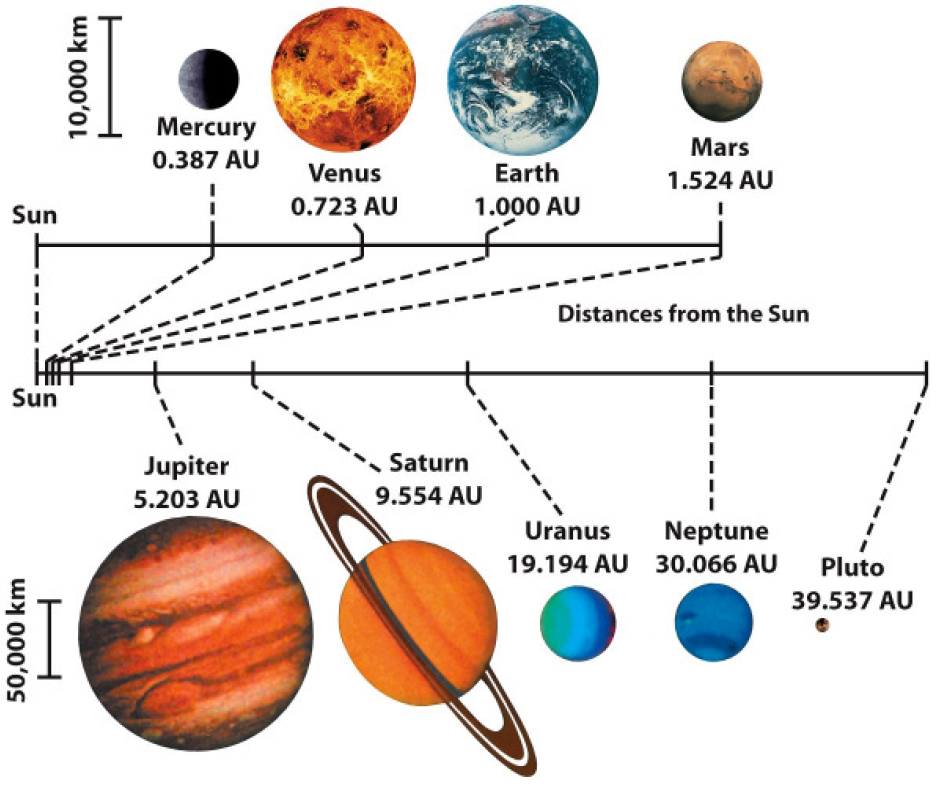 10,000 km
Mercury
0.387 AU
Venus
0.723 AU
Earth
1.000 AU
Mars
1.524 AU
Sun
Distances from the Sun
Sun
Jupiter
5.203 AU
Saturn
9.554 AU
Uranus
19.194 AU
Neptune
30.066 AU
Pluto
39.537 AU
50,000 km